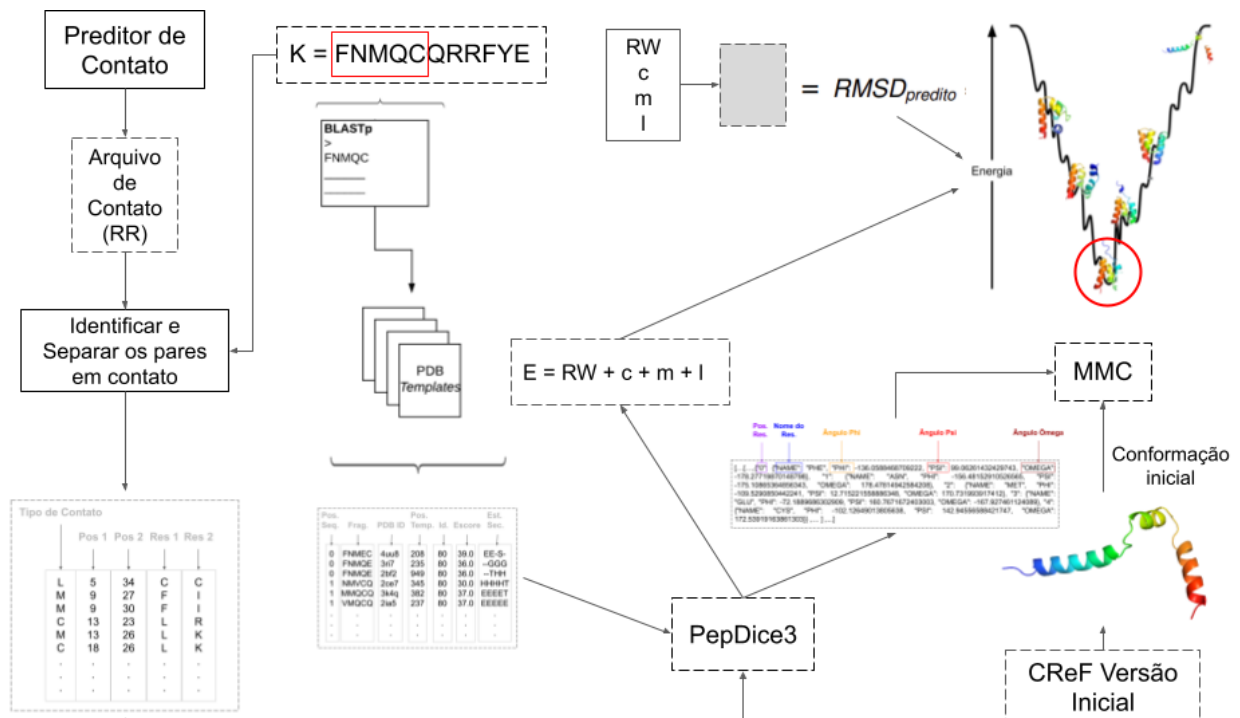 Preditor de
Contato
K = FNMQCQRRFYE
RW
c
m
l
= RMSDpredito
Energia
BLASTp
>
FNMQC
Arquivo
de
Contato
(RR)
Identificar e
Separar os pares
em contato
PDB
Templates
E = RW + c + m + l
MMC
Conformação
inicial
Pos.
Res.
Nome do
Res.
Ângulo Phi
Ângulo Psi
Ângulo Ômega
Tipo de Contato
Pos 1 Pos 2 Res 1 Res 2
L 5 34 C C
M 9 27 F I
M 9 30 F I
C 13 23 L R
M 13 26 L K
C 18 26 L K
Pos.
Seq. Frag. PDB ID Pos.
Temp. Id. Escore Est.
Sec.
0 FNMEC 4uu8 208 80 39.0 EE-S-
0 FNMQE 3ri7 235 80 36.0 --GGG
0 FNMQE 2bf2 949 80 36.0 --THH
1 NMVCQ 2ce7 345 80 30.0 HHHHT
1 MMQCQ 3k4q 382 80 37.0 EEEET
1 VMQCQ 2ia5 237 80 37.0 EEEEE
PepDice3
CReF Versão
Inicial